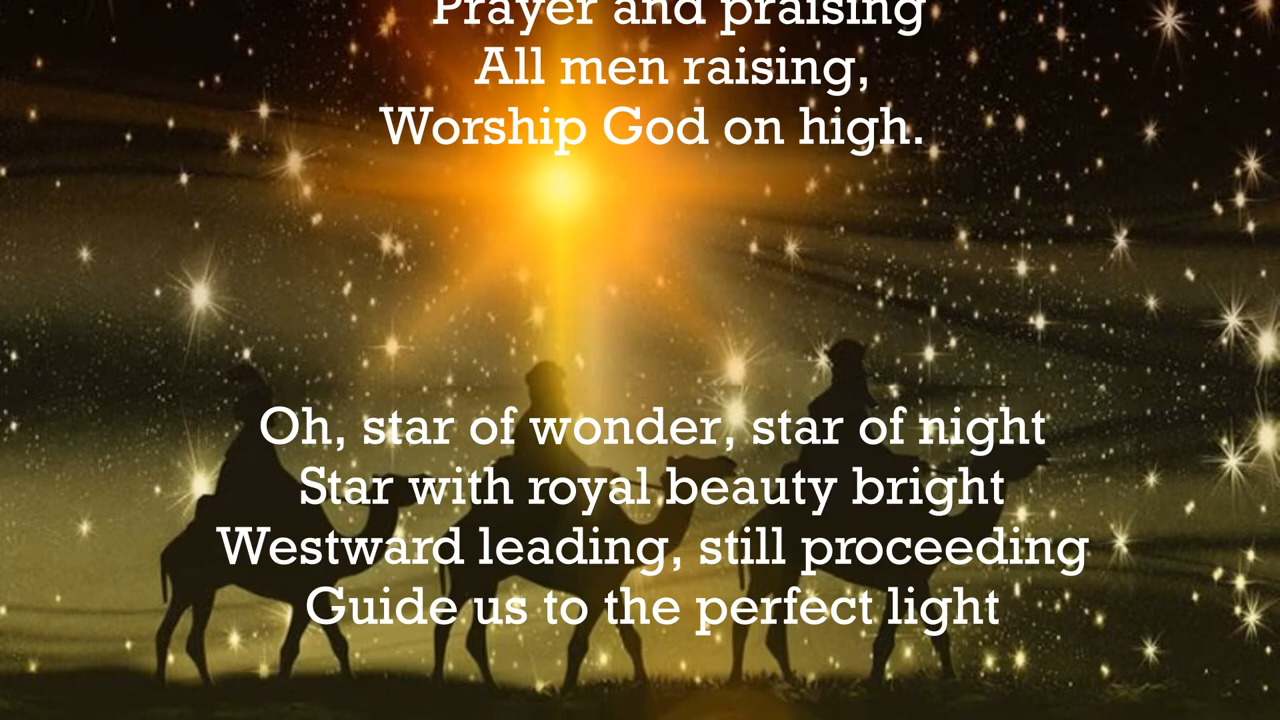 Prayer and praising
All men raising,
Worship God on high.
Oh, star of wonder, star of night
Star with royal beauty bright
Westward leading, still proceeding
Guide us to the perfect light